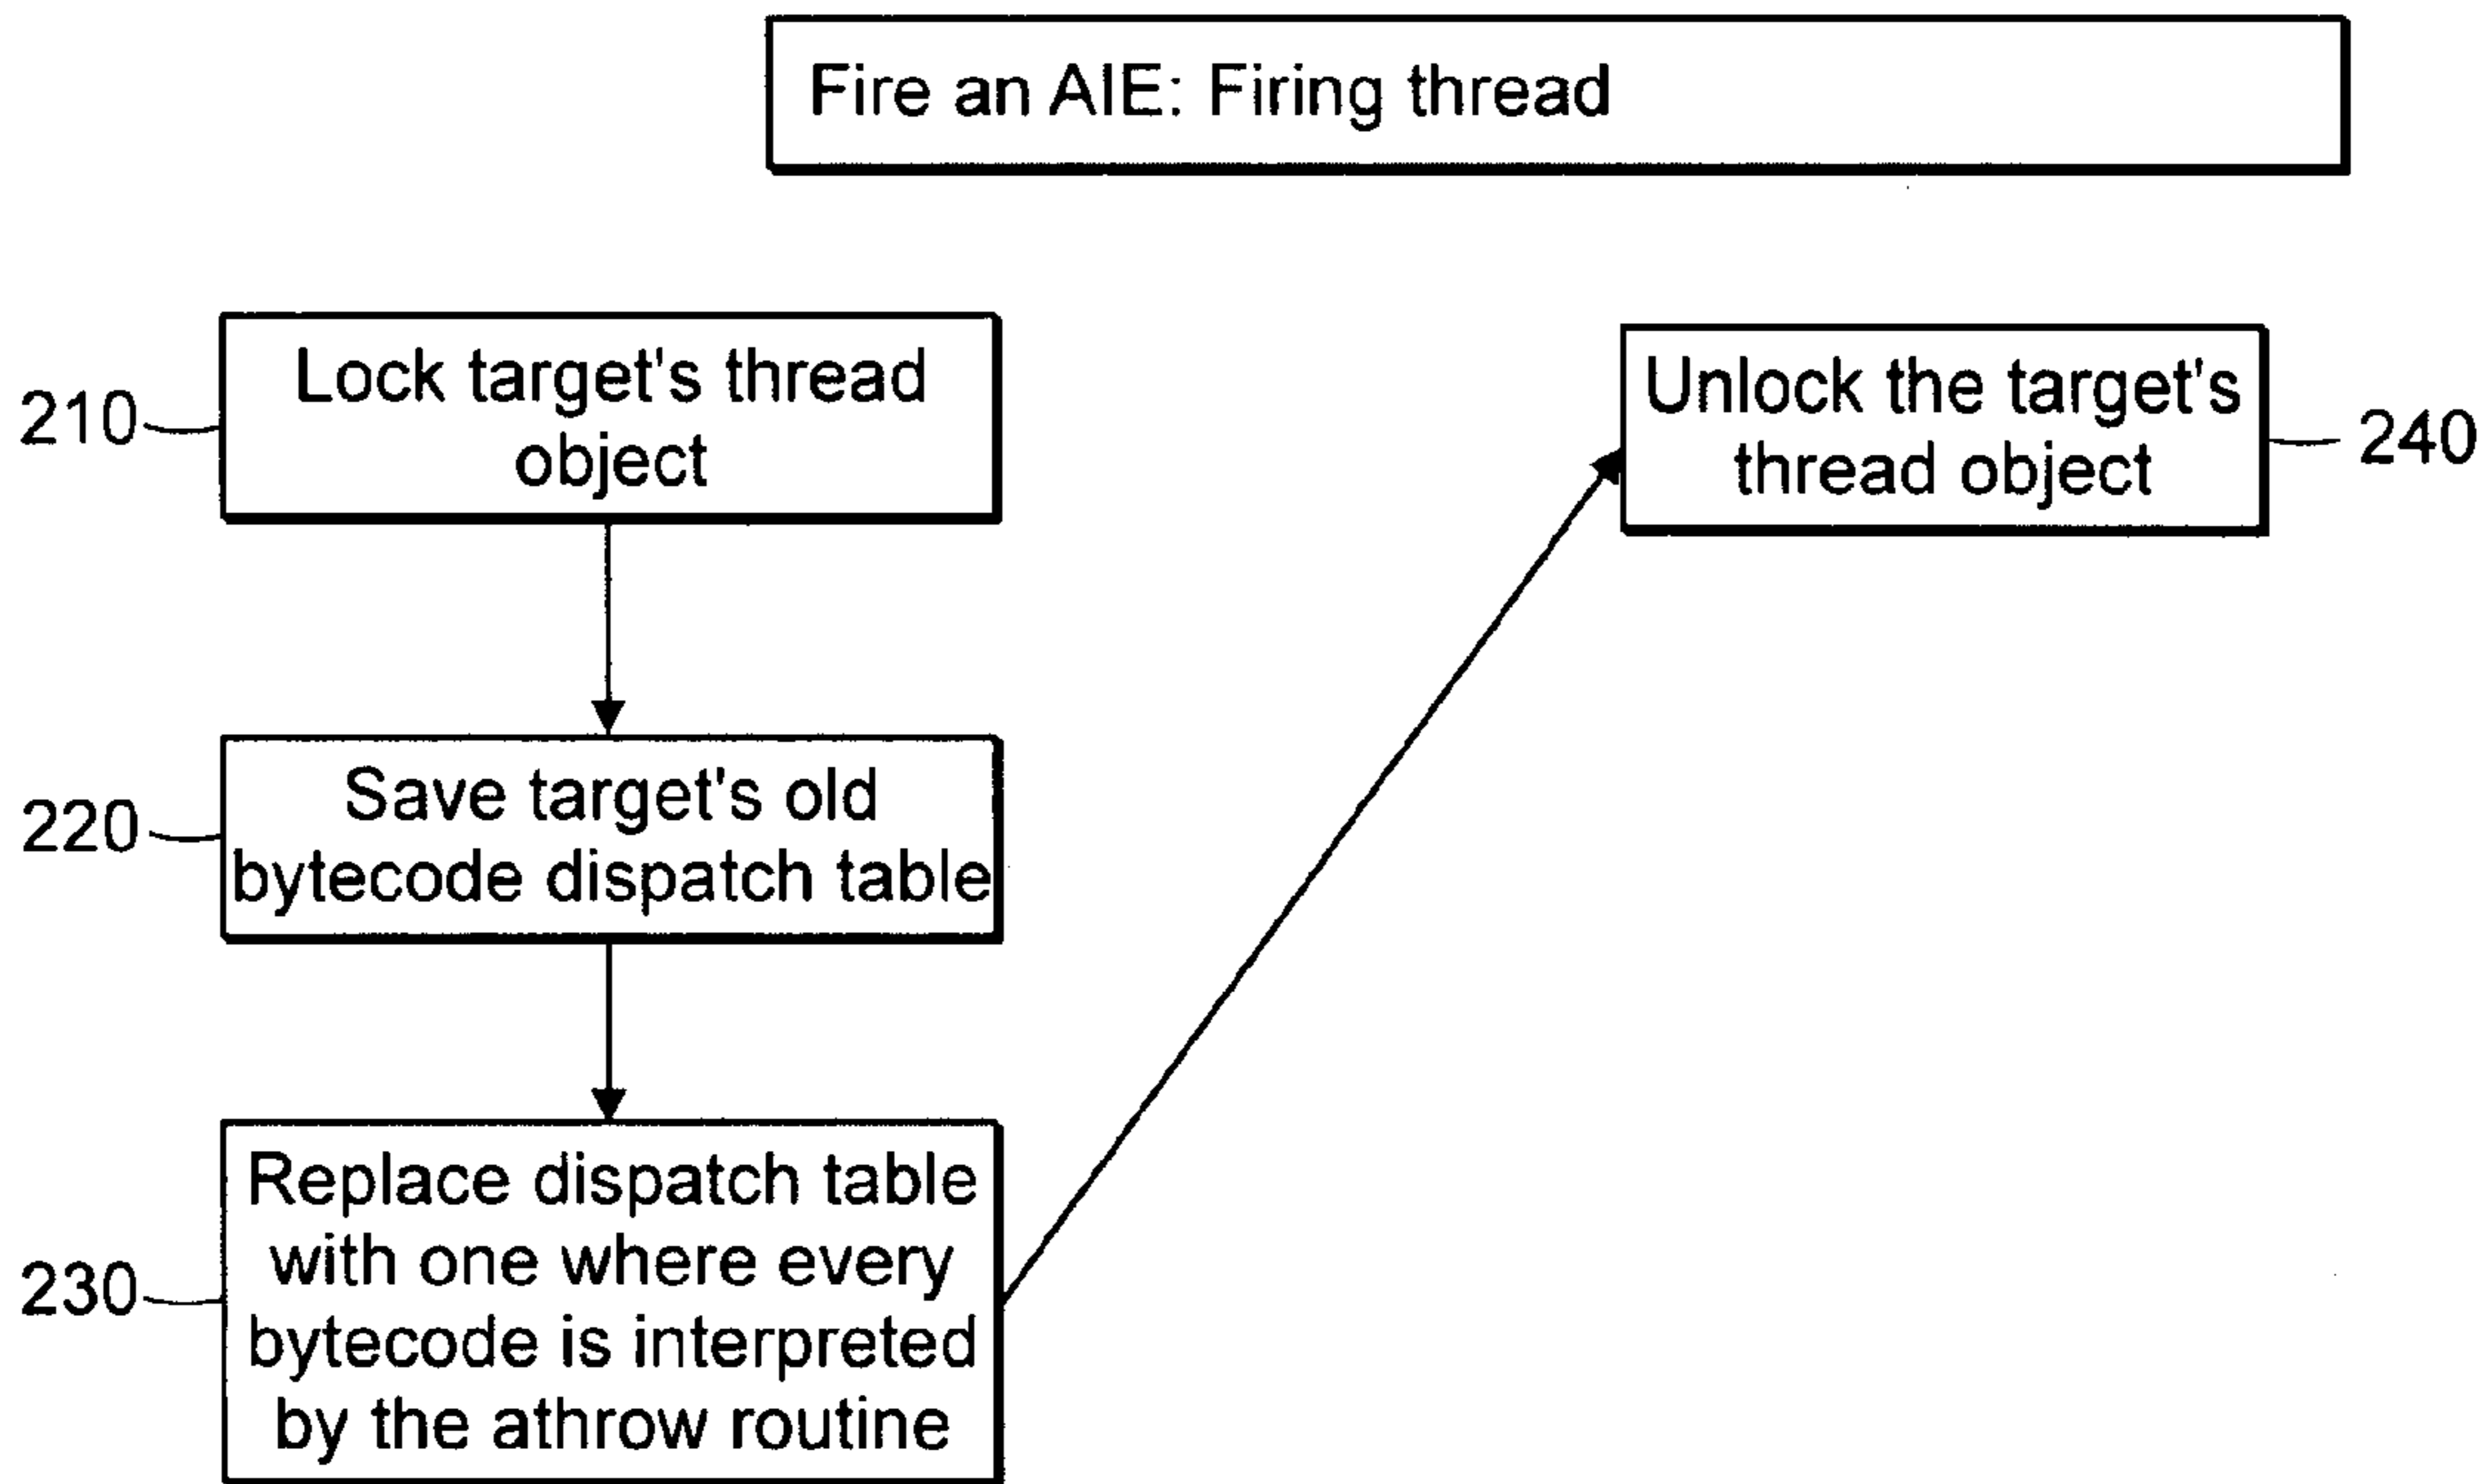 Fire an AIE: Firing thread
210
Lock target's thread
object
220
Save target's old
bytecode dispatch table
230
Replace dispatch table
with one where every
bytecode is interpreted
by the athrow routine
Unlock the target's
thread object
240